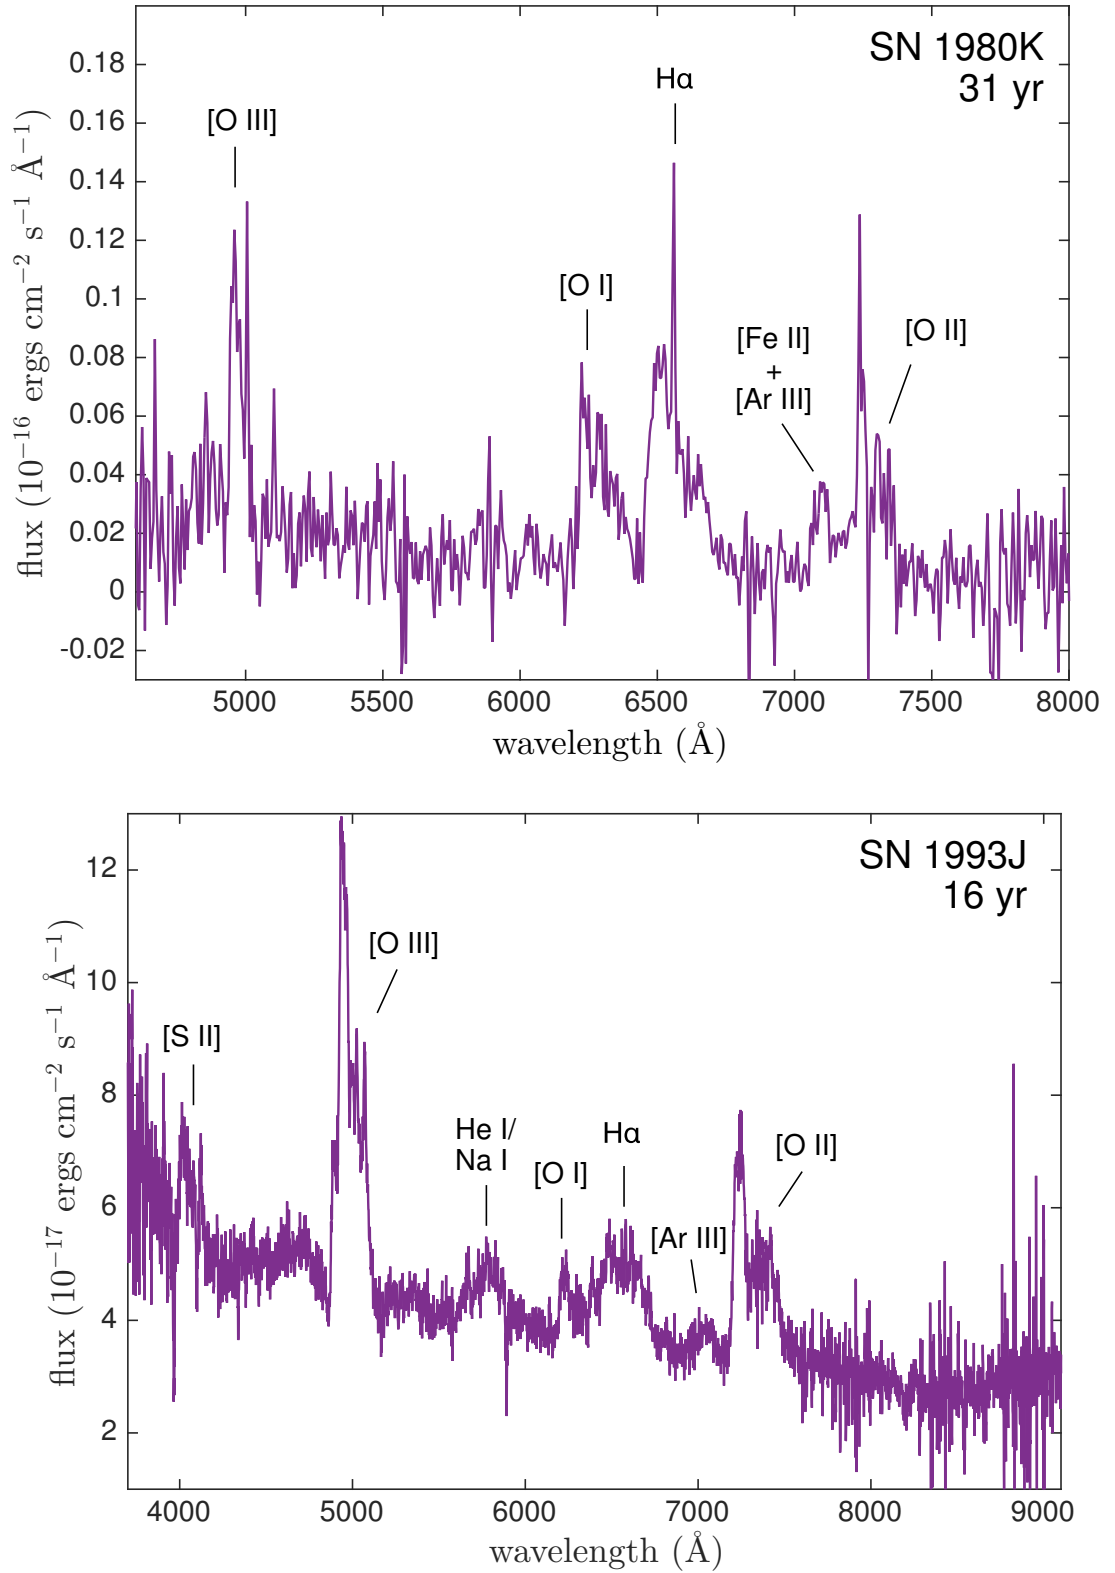 SN 1980K
31 yr
0.18
0.16
0.14
0.12
0.1
0.08
0.06
0.04
0.02
0
-0.02
flux (10−16 ergs cm−2 s−1 Å−1)
[O III]
[O I]
Hα
[Fe II]
+
[Ar III]
[O II]
5000 5500 6000 6500 7000 7500 8000
wavelength (Å)
SN 1993J
16 yr
12
10
8
6
4
2
flux (10−17 ergs cm−2 s−1 Å−1)
[S II]
[O III]
He I/
Na I
[O I]
Hα
[Ar III]
[O II]
4000 5000 6000 7000 8000 9000
wavelength (Å)